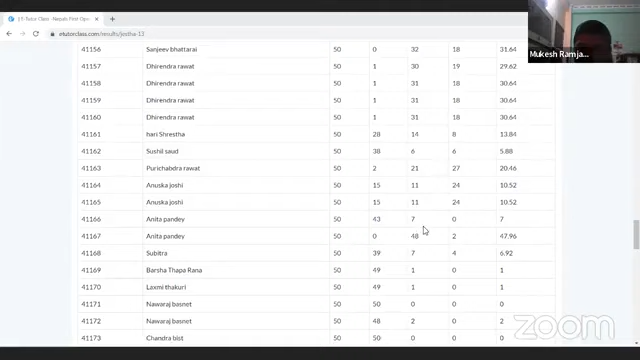 (E-Tutor Class -Nepals First Ope
etutorclass.com/results/jostha-13
Mukesh Ramja...
41156 Sanjeev bhattarai 50 0 32 18 31.64
41157 Dhirendra rawat 50 1 30 19 29.62
41158 Dhirendra rawat 50 1 31 18 30.64
41159 Dhirendra rawat 50 1 31 18 30.64
41160 Dhirendra rawat 50 1 31 18 30.64
41161 hari Shrestha 50 28 14 8 13.84
41162 Sushil saud 50 38 6 6 5.88
41163 Purichabdra rawat 50 2 21 27 20.46
41164 Anuska joshi 50 15 11 24 10.52
41165 Anuska joshi 50 15 11 24 10.52
41166 Anita pandey 50 43 7 0 7
41167 Anita pandey 50 0 48 2 47.96
41168 Subitra 50 39 7 4 6.92
41169 Barsha Thapa Rana 50 49 1 0 1
41170 Laxmi thakuri 50 49 1 0 1
41171 Nawaraj basnet 50 50 0 0 0
41172 Nawaraj basnet 50 48 2 0 2
41173 Chandra bist 50 50 0 0 0
zoom